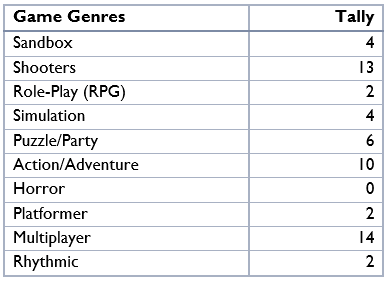 Game Genres Tally
Sandbox 4
Shooters 13
Role-Play (RPG) 2
Simulation 4
Puzzle/Party 6
Action/Adventure 10
Horror 0
Platformer 2
Multiplayer 14
Rhythmic 2